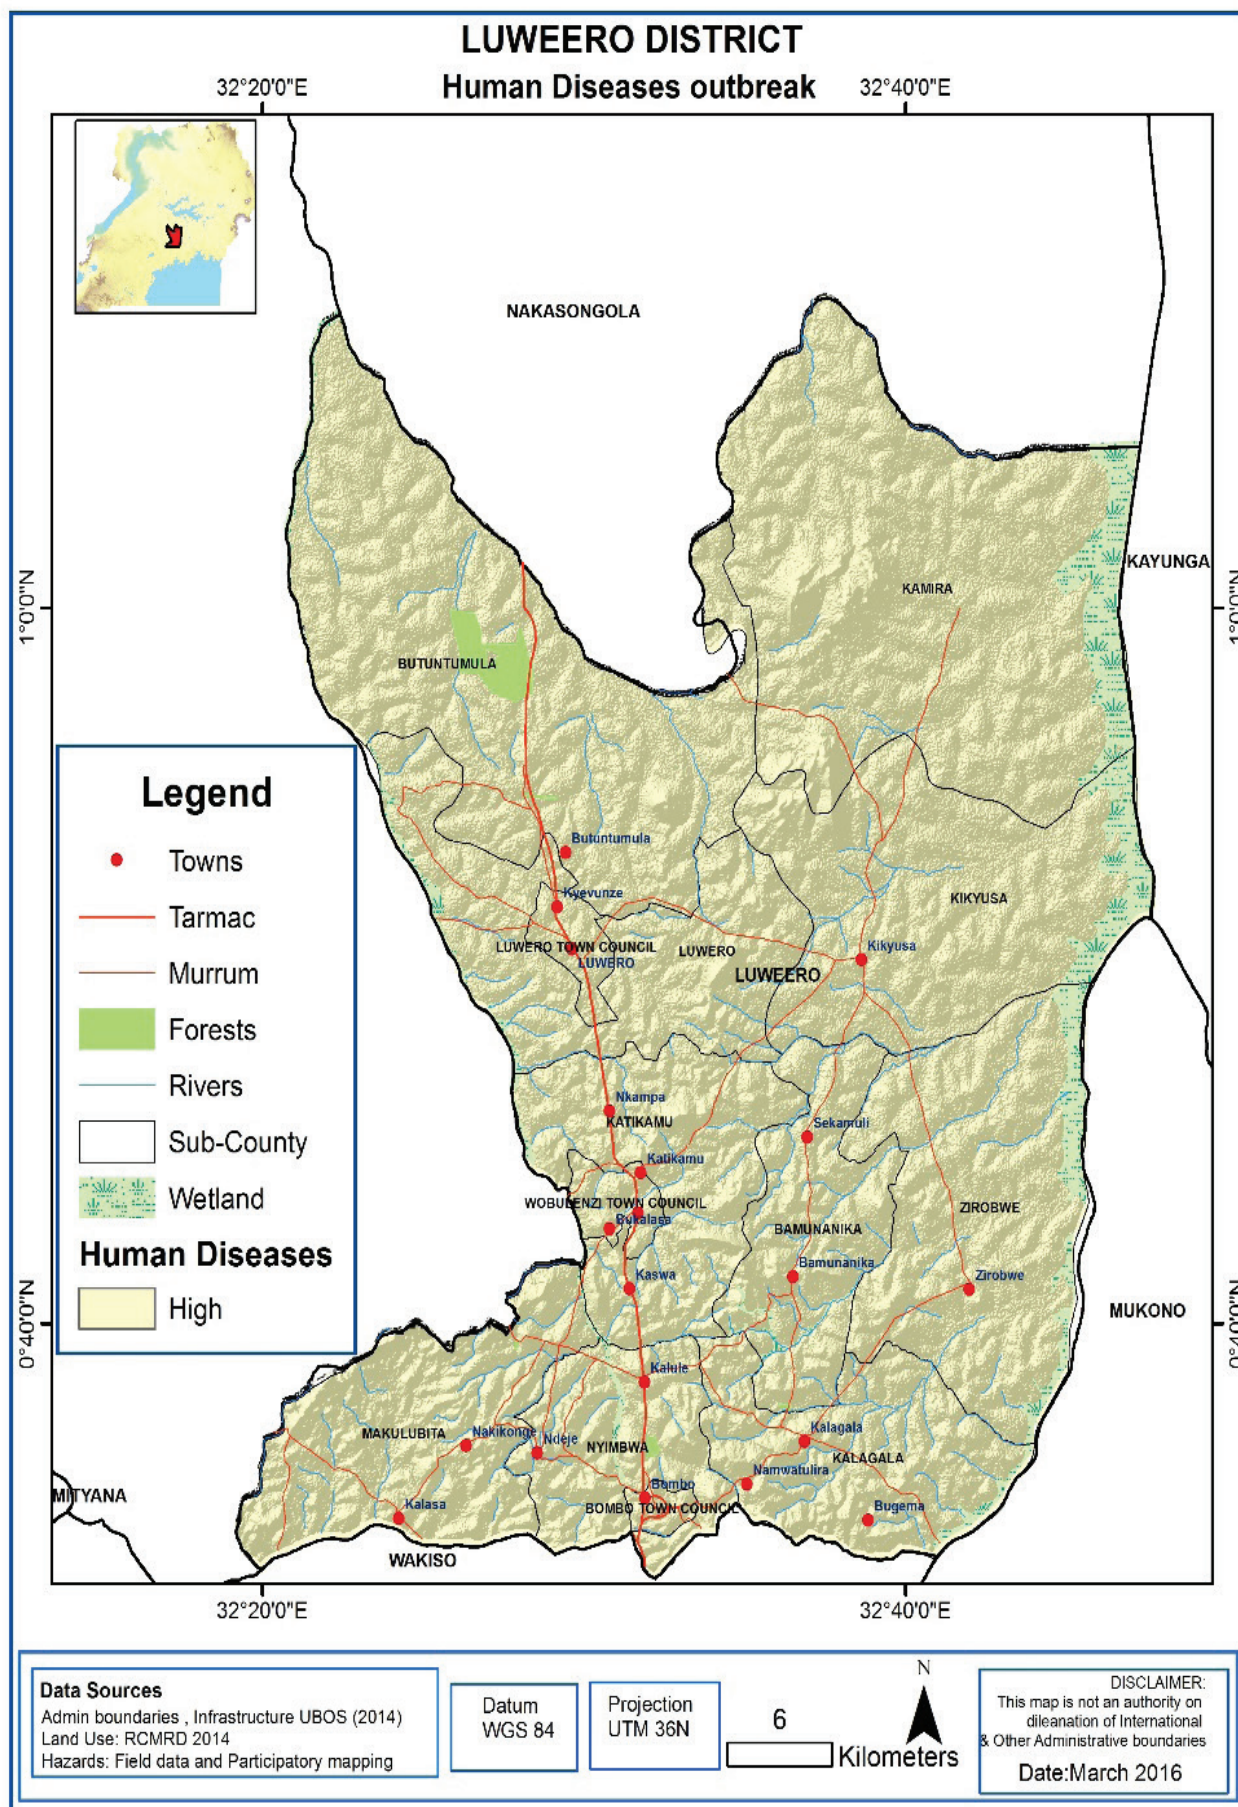 LUWEERO DISTRICT
Human Diseases outbreak
32°20'0"E
32°40'0"E
NAKASONGOLA
KAYUNGA
1°0'0"N
1°0'0"N
KAMIRA
BUTUNTUMULA
Legend
Towns
Tarmac
Murrum
Forests
Rivers
Sub-County
Wetland
Human Diseases
High
Butuntumula
Kyevunze
KIKYUSA
LUWERO TOWN COUNCIL
LUWERO
LUWERO
Kikyusa
LUWEERO
Nkampa
KATIKAMU
Sekamuli
Katikamu
WOBULENZI TOWN COUNCIL
ZIROBWE
Bukalasa
BAMUNANIKA
Kaswa
Bamunanika
Zirobwe
MUKONO
0°40'0"N
0°40'0"N
Kalule
MAKULUBITA
Nakikonge
Ndeje
NYIMBWA
Kalagala
KALAGALA
Namwatulira
Bombo
BOMBO TOWN COUNCIL
Kalasa
Bugema
MITYANA
WAKISO
32°20'0"E
32°40'0"E
Data Sources
Admin boundaries , Infrastructure UBOS (2014)
Land Use: RCMRD 2014
Hazards: Field data and Participatory mapping
Datum
WGS 84
Projection
UTM 36N
6
Kilometers
N
DISCLAIMER:
This map is not an authority on
dileanation of International
& Other Administrative boundaries
Date:March 2016